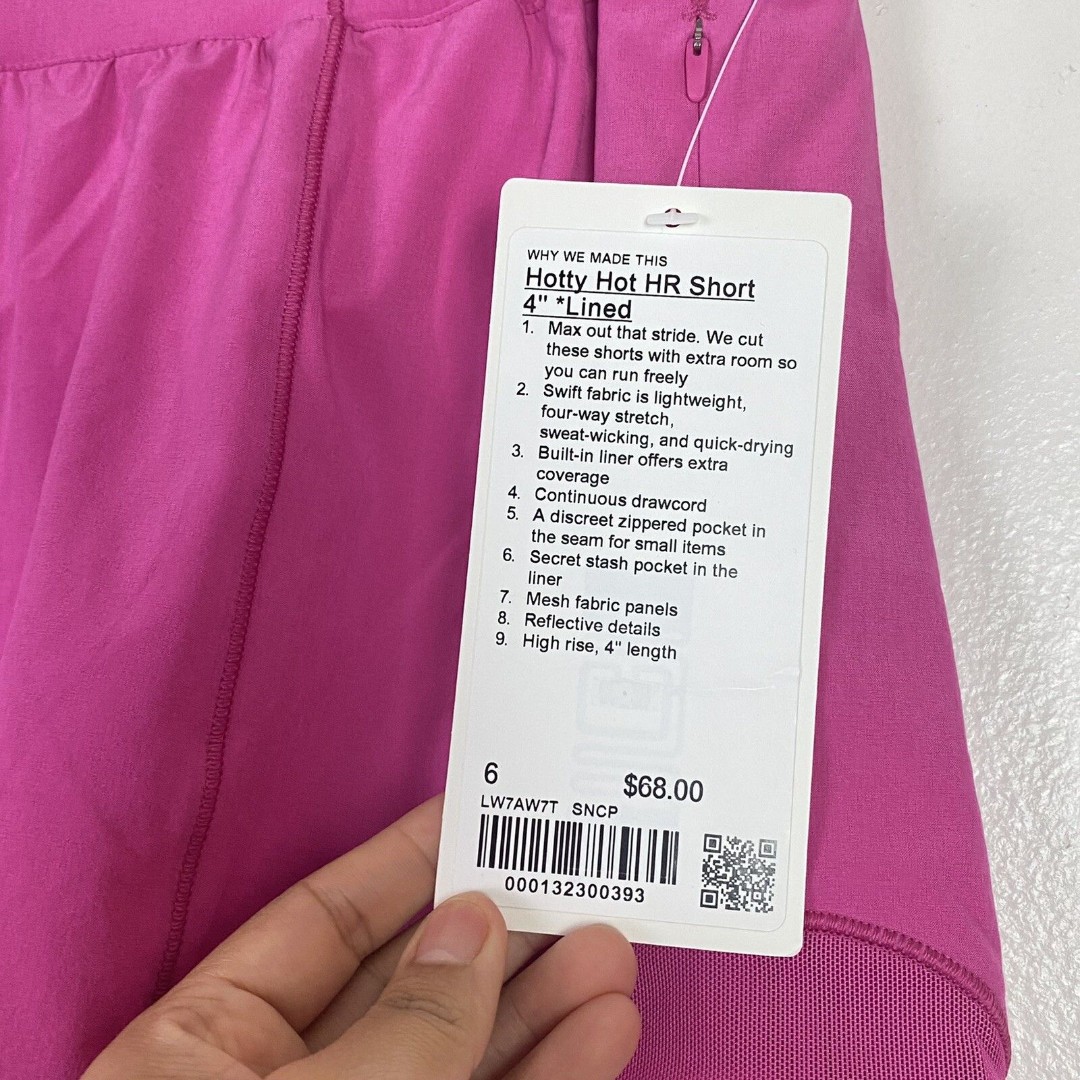 WHY WE MADE THIS
Hotty Hot HR Short
4" *Lined
1. Max out that stride. We cut
these shorts with extra room so
you can run freely
2. Swift fabric is lightweight,
four-way stretch,
sweat-wicking, and quick-drying
3. Built-in liner offers extra
coverage
4. Continuous drawcord
5. A discreet zippered pocket in
the seam for small items
6. Secret stash pocket in the
liner
7. Mesh fabric panels
8. Reflective details
9. High rise, 4" length
6 $68.00
LW7AW7T SNCP
000132300393